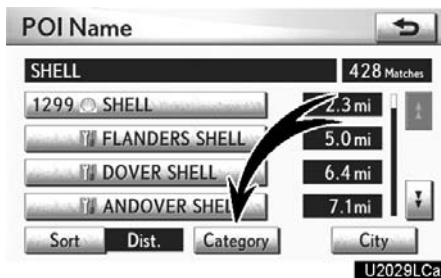 POI Name
SHELL 428 Matches
1299 SHELL 2.3 mi
FLANDERS SHELL 5.0 mi
DOVER SHELL 6.4 mi
ANDOVER SHELL 7.1 mi
Sort Dist. Category City
U2029LCa